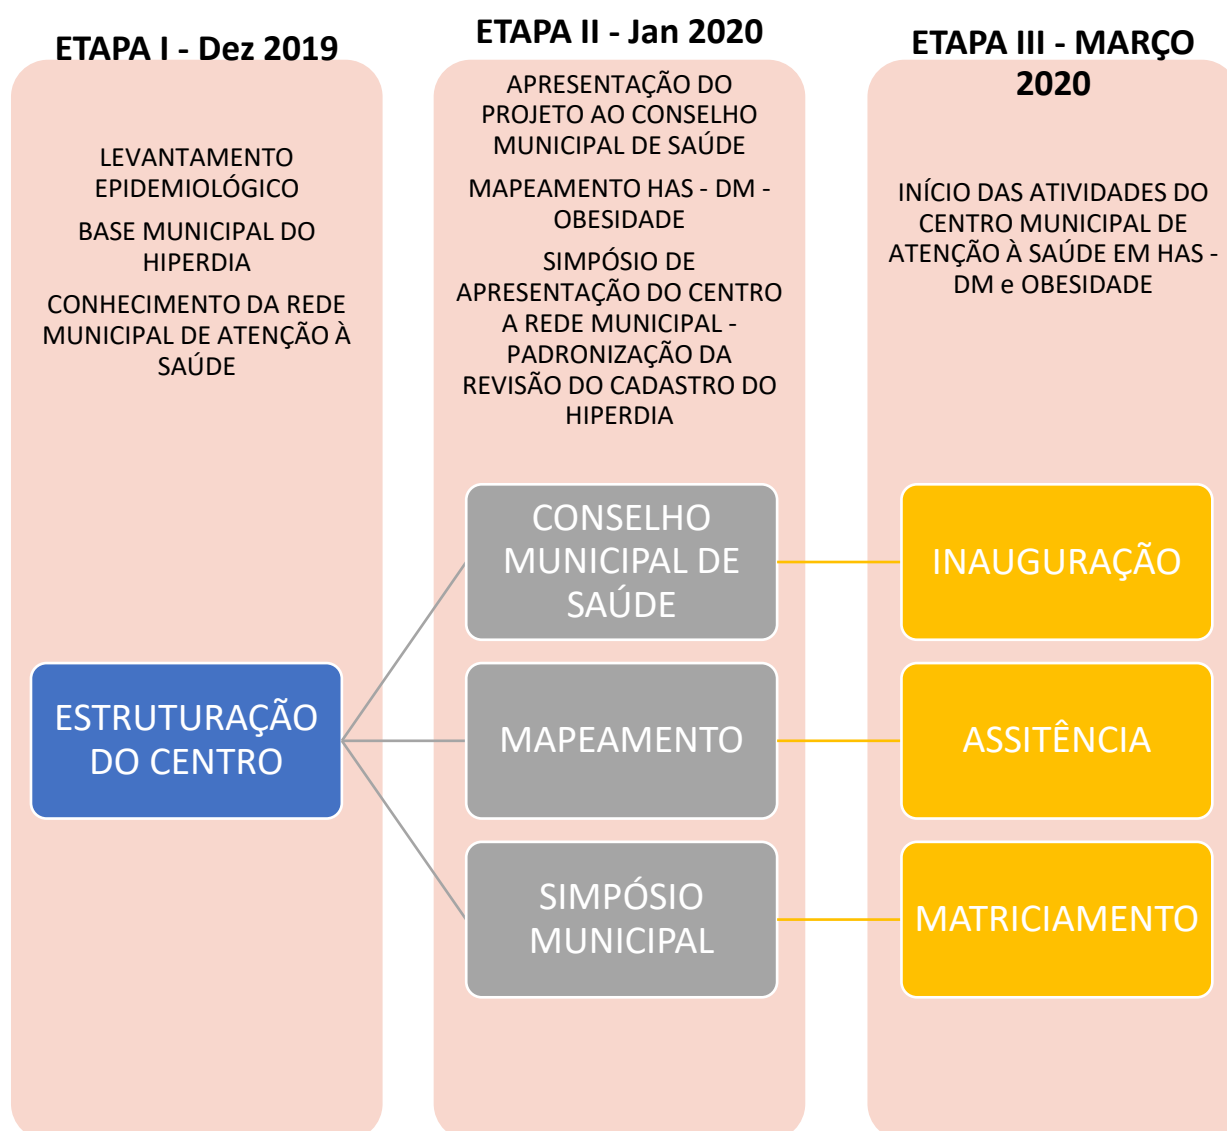 ETAPA I - Dez 2019
LEVANTAMENTO
EPIDEMIOLÓGICO
BASE MUNICIPAL DO
HIPERDIA
CONHECIMENTO DA REDE
MUNICIPAL DE ATENÇÃO À
SAÚDE
ESTRUTURAÇÃO
DO CENTRO
ETAPA II - Jan 2020
APRESENTAÇÃO DO
PROJETO AO CONSELHO
MUNICIPAL DE SAÚDE
MAPEAMENTO HAS - DM -
OBESIDADE
SIMPÓSIO DE
APRESENTAÇÃO DO CENTRO
A REDE MUNICIPAL -
PADRONIZAÇÃO DA
REVISÃO DO CADASTRO DO
HIPERDIA
CONSELHO
MUNICIPAL DE
SAÚDE
MAPEAMENTO
SIMPÓSIO
MUNICIPAL
ETAPA III - MARÇO
2020
INÍCIO DAS ATIVIDADES DO
CENTRO MUNICIPAL DE
ATENÇÃO À SAÚDE EM HAS -
DM e OBESIDADE
INAUGURAÇÃO
ASSITÊNCIA
MATRICIAMENTO